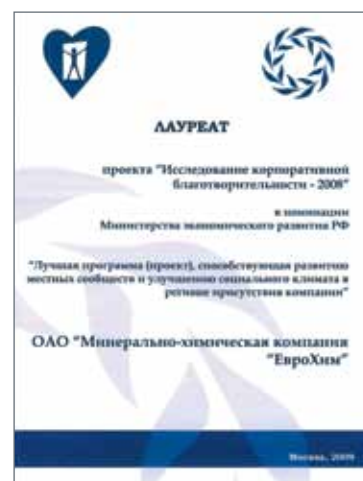 ЛАУРЕАТ
проекта "Исследование корпоративной
благотворительности - 2008"
в номинации
Министерства экономического развития РФ
"Лучшая программа (проект), способствующая развитию
местных сообществ и улучшению социального климата в
регионе присутствия компании"
ОАО "Минерально-химическая компания
"ЕвроХим"
Москва, 2009